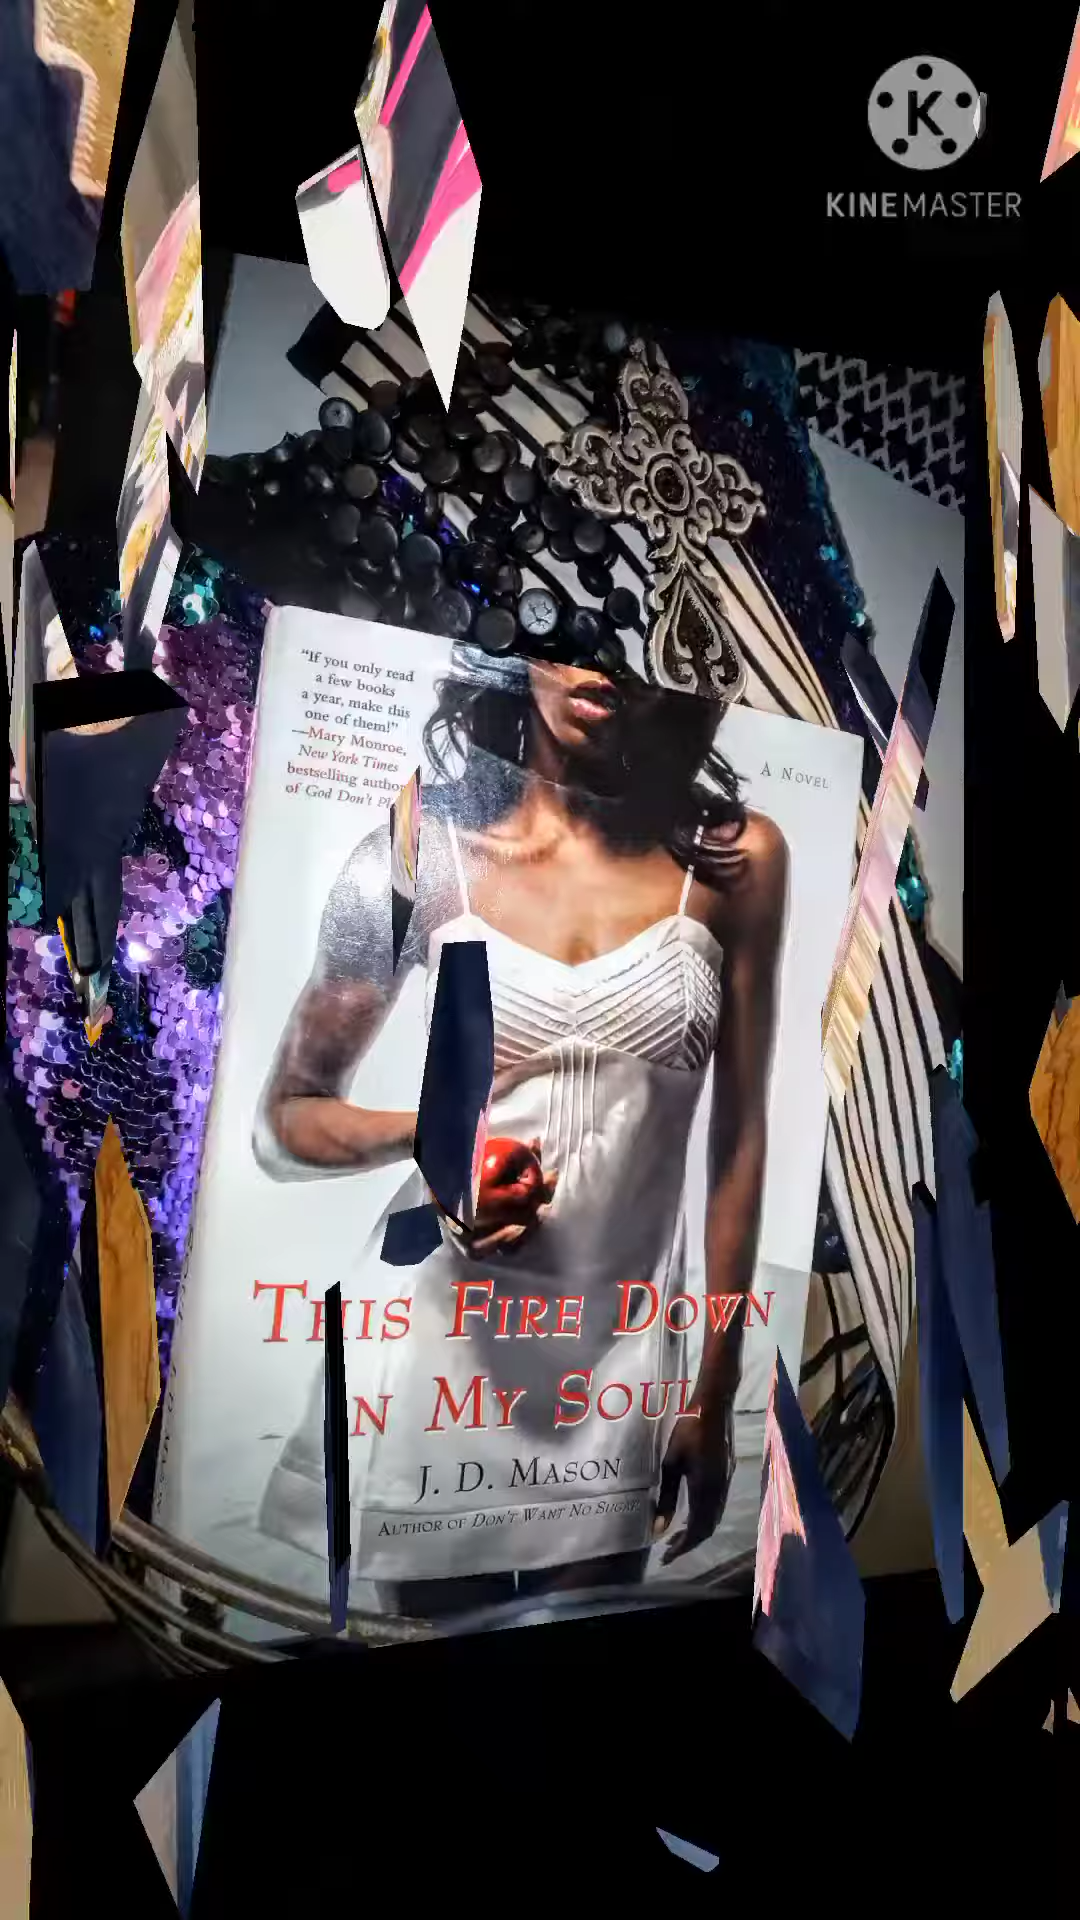 K
KINEMASTER
"If you only read
a few books
a year, make this
one of them!"
—Mary Monroe,
New York Times
bestselling author
of God Don't
A NOVEL
THIS FIRE DOWN
IN MY SOUL
J. D. MASON
AUTHOR OF DON'T WANT NO SUGAR